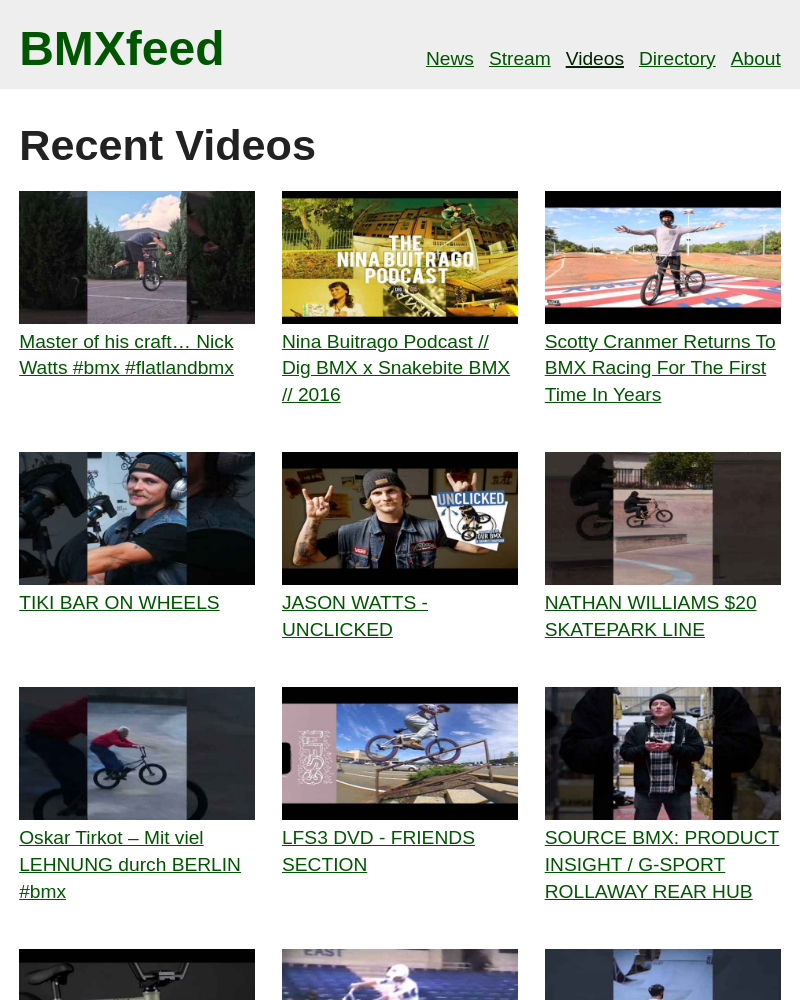 BMXfeed
News Stream Videos Directory About
Recent Videos
THE
NINA BUITRAGO
PODCAST
Master of his craft… Nick
Watts #bmx #flatlandbmx
Nina Buitrago Podcast //
Dig BMX x Snakebite BMX
// 2016
Scotty Cranmer Returns To
BMX Racing For The First
Time In Years
UNCLICKED
TIKI BAR ON WHEELS
JASON WATTS -
UNCLICKED
NATHAN WILLIAMS $20
SKATEPARK LINE
LFS3
Oskar Tirkot – Mit viel
LEHNUNG durch BERLIN
#bmx
LFS3 DVD - FRIENDS
SECTION
SOURCE BMX: PRODUCT
INSIGHT / G-SPORT
ROLLAWAY REAR HUB
EAST